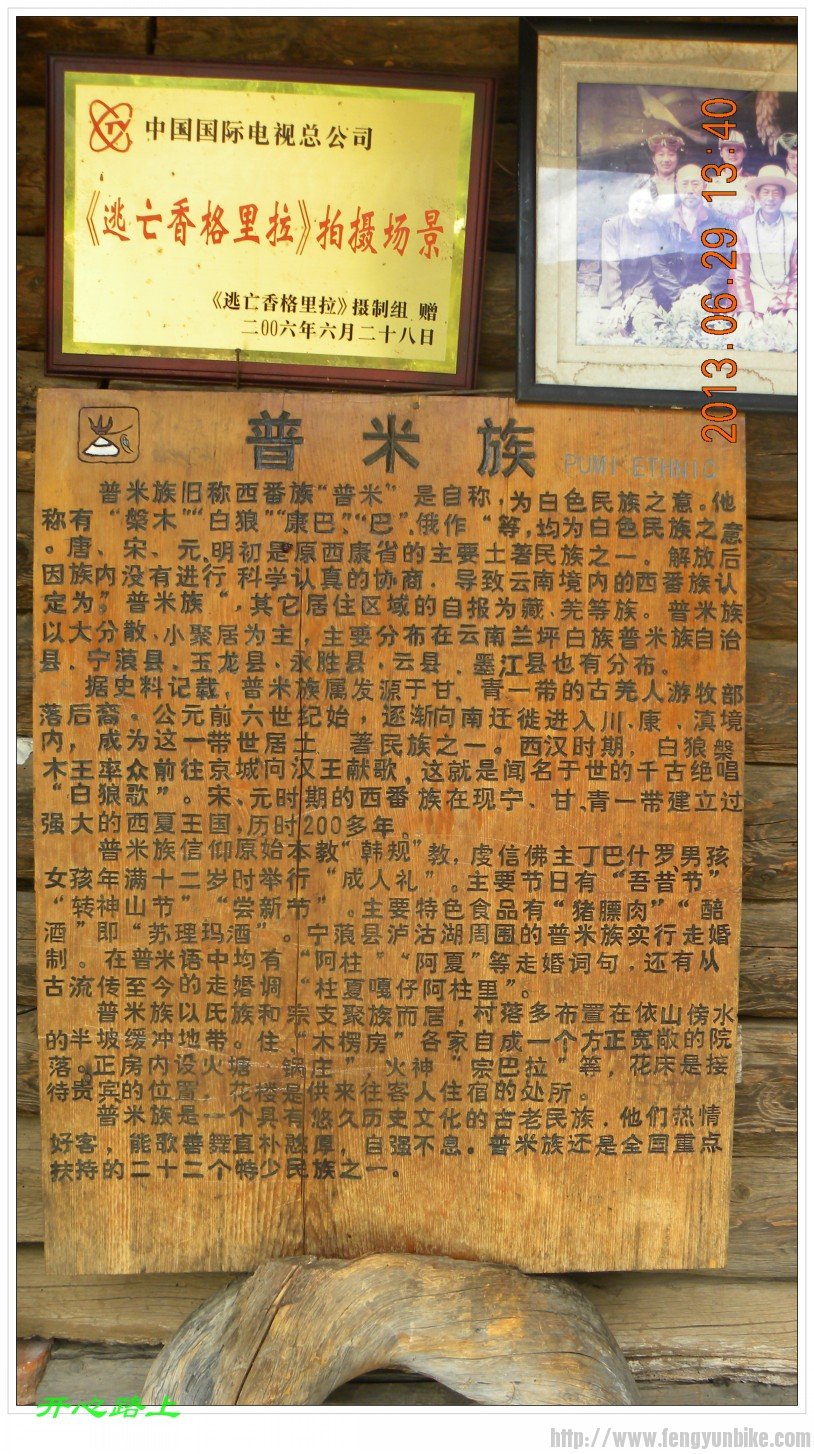 中国国际电视总公司
《逃亡香格里拉》拍摄场景
《逃亡香格里拉》摄制组 赠
二00六年六月二十八日
2013.06.29 13:40
普米族
PUMI ETHNIC
普米族旧称西番族“普米”是自称,为白色民族之意。他
称有“槃木”“白狼”“康巴”、“巴”.俄作“等,均为白色民族之意
。唐、宋、元,明初是原西康省的主要土著民族之一。解放后
因族内没有进行科学认真的协商,导致云南境内的西番族认
定为”普米族“,其它居住区域的自报为藏、羌等族。普米族
以大分散、小聚居为主,主要分布在云南兰坪白族普米族自治
县、宁蒗县、玉龙县、永胜县、云县、墨江县也有分布。
据史料记载,普米族属发源于甘、青一带的古羌人游牧部
落后裔。公元前六世纪始,逐渐向南迁徙进入川、康、滇境
内,成为这一带世居土 著民族之一。西汉时期,白狼槃
木王率众前往京城向汉王献歌,这就是闻名于世的千古绝唱
“白狼歌”。宋、元时期的西番族在现宁、甘、青一带建立过
强大的西夏王国,历时200多年。
普米族信仰原始本教“韩规”教,虔信佛主丁巴什罗,男孩
女孩年满十二岁时举行“成人礼”。主要节日有“吾昔节”
“转神山节”“尝新节”。主要特色食品有“猪膘肉”“醅
酒”即“苏理玛酒”。宁蒗县泸沽湖周围的普米族实行走婚
制。在普米语中均有“阿柱”“阿夏”等走婚词句,还有从
古流传至今的走婚调“柱夏嘎仔阿柱里”。
普米族以氏族和宗支聚族而居,村落多布置在依山傍水
的半坡缓冲地带。住“木楞房”各家自成一个方正宽敞的院
落。正房内设火塘“锅庄”,火神“宗巴拉”等,花床是接
待贵宾的位置,花楼是供来往客人住宿的处所。
普米族是一个具有悠久历史文化的古老民族,他们热情
好客,能歌善舞直朴憨厚,自强不息。普米族还是全国重点
扶持的二十二个特少民族之一。
开心路上
http://www.fengyunbike.com